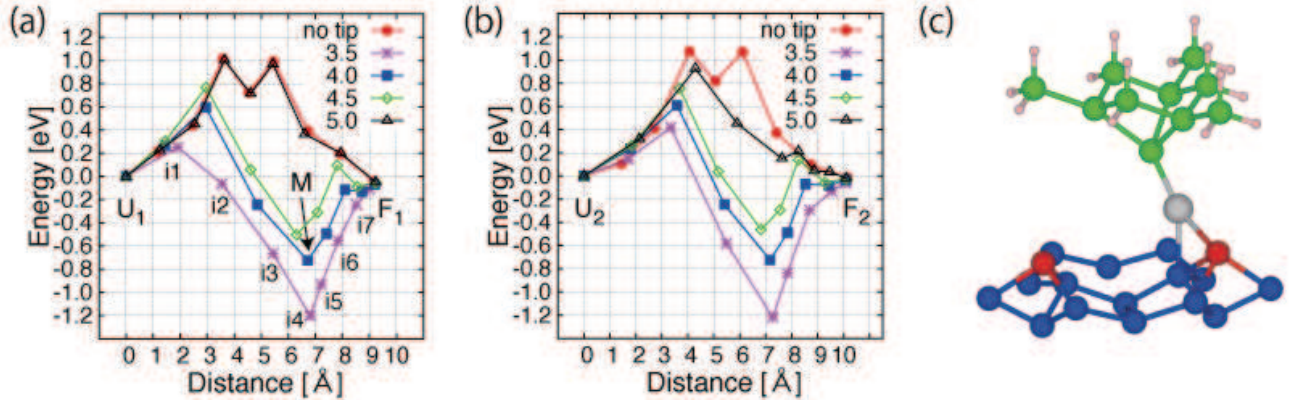 (a)
Energy [eV]
1.2
1.0
0.8
0.6
0.4
0.2
0.0
-0.2
-0.4
-0.6
-0.8
-1.0
-1.2
no tip
3.5
4.0
4.5
5.0
U1
i1
i2
i3
i4
i5
i6
i7
M
F1
0 1 2 3 4 5 6 7 8 9 10
Distance [Å]
(b)
Energy [eV]
1.2
1.0
0.8
0.6
0.4
0.2
0.0
-0.2
-0.4
-0.6
-0.8
-1.0
-1.2
no tip
3.5
4.0
4.5
5.0
U2
F2
0 1 2 3 4 5 6 7 8 9 10
Distance [Å]
(c)